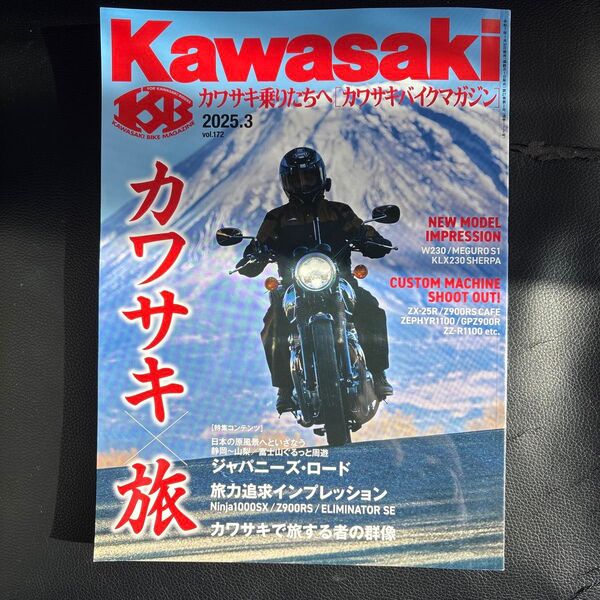 Kawasaki
FOR KAWASAKI RIDER
KB
KAWASAKI BIKE MAGAZINE
カワサキ乗りたちへ［カワサキバイクマガジン］
2025.3
vol.172
カワサキ×旅
NEW MODEL
IMPRESSION
W230 / MEGURO S1
KLX230 SHERPA
CUSTOM MACHINE
SHOOT OUT!
ZX-25R / Z900RS CAFE
ZEPHYR1100 / GPZ900R
ZZ-R1100 etc.
［特集コンテンツ］
日本の原風景へといざなう
静岡～山梨／富士山ぐるっと周遊
ジャパニーズ・ロード
旅力追求インプレッション
Ninja1000SX / Z900RS / ELIMINATOR SE
カワサキで旅する者の群像